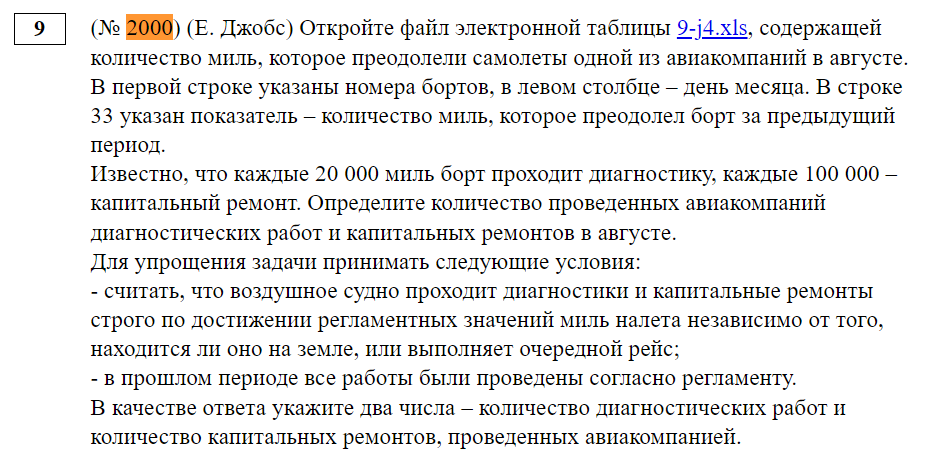 9 (№ 2000) (Е. Джобс) Откройте файл электронной таблицы 9-j4.xls, содержащей
количество миль, которое преодолели самолеты одной из авиакомпаний в августе.
В первой строке указаны номера бортов, в левом столбце – день месяца. В строке
33 указан показатель – количество миль, которое преодолел борт за предыдущий
период.
Известно, что каждые 20 000 миль борт проходит диагностику, каждые 100 000 –
капитальный ремонт. Определите количество проведенных авиакомпаний
диагностических работ и капитальных ремонтов в августе.
Для упрощения задачи принимать следующие условия:
- считать, что воздушное судно проходит диагностики и капитальные ремонты
строго по достижении регламентных значений миль налета независимо от того,
находится ли оно на земле, или выполняет очередной рейс;
- в прошлом периоде все работы были проведены согласно регламенту.
В качестве ответа укажите два числа – количество диагностических работ и
количество капитальных ремонтов, проведенных авиакомпанией.